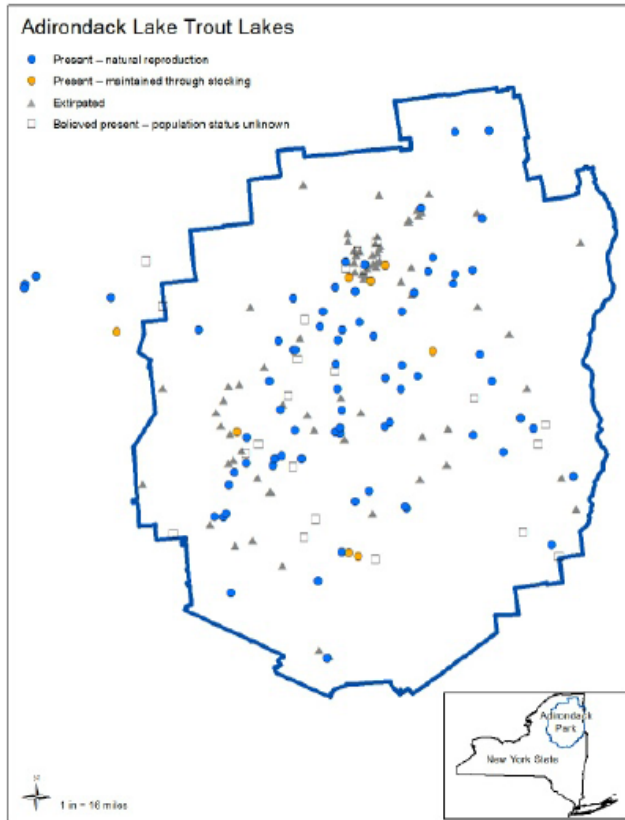 Adirondack Lake Trout Lakes
Present – natural reproduction
Present – maintained through stocking
Extirpated
Believed present – population status unknown
Adirondack
Park
New York State
1 in = 16 miles